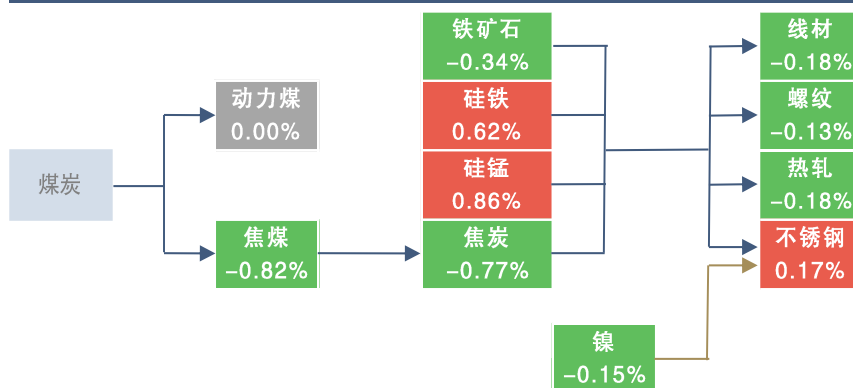 铁矿石
-0.34%
线材
-0.18%
动力煤
0.00%
硅铁
0.62%
螺纹
-0.13%
煤炭
硅锰
0.86%
热轧
-0.18%
焦煤
-0.82%
焦炭
-0.77%
不锈钢
0.17%
镍
-0.15%